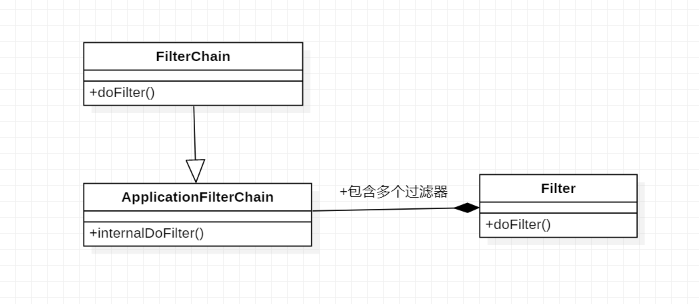 FilterChain
+doFilter()
ApplicationFilterChain
+internalDoFilter()
+包含多个过滤器
Filter
+doFilter()